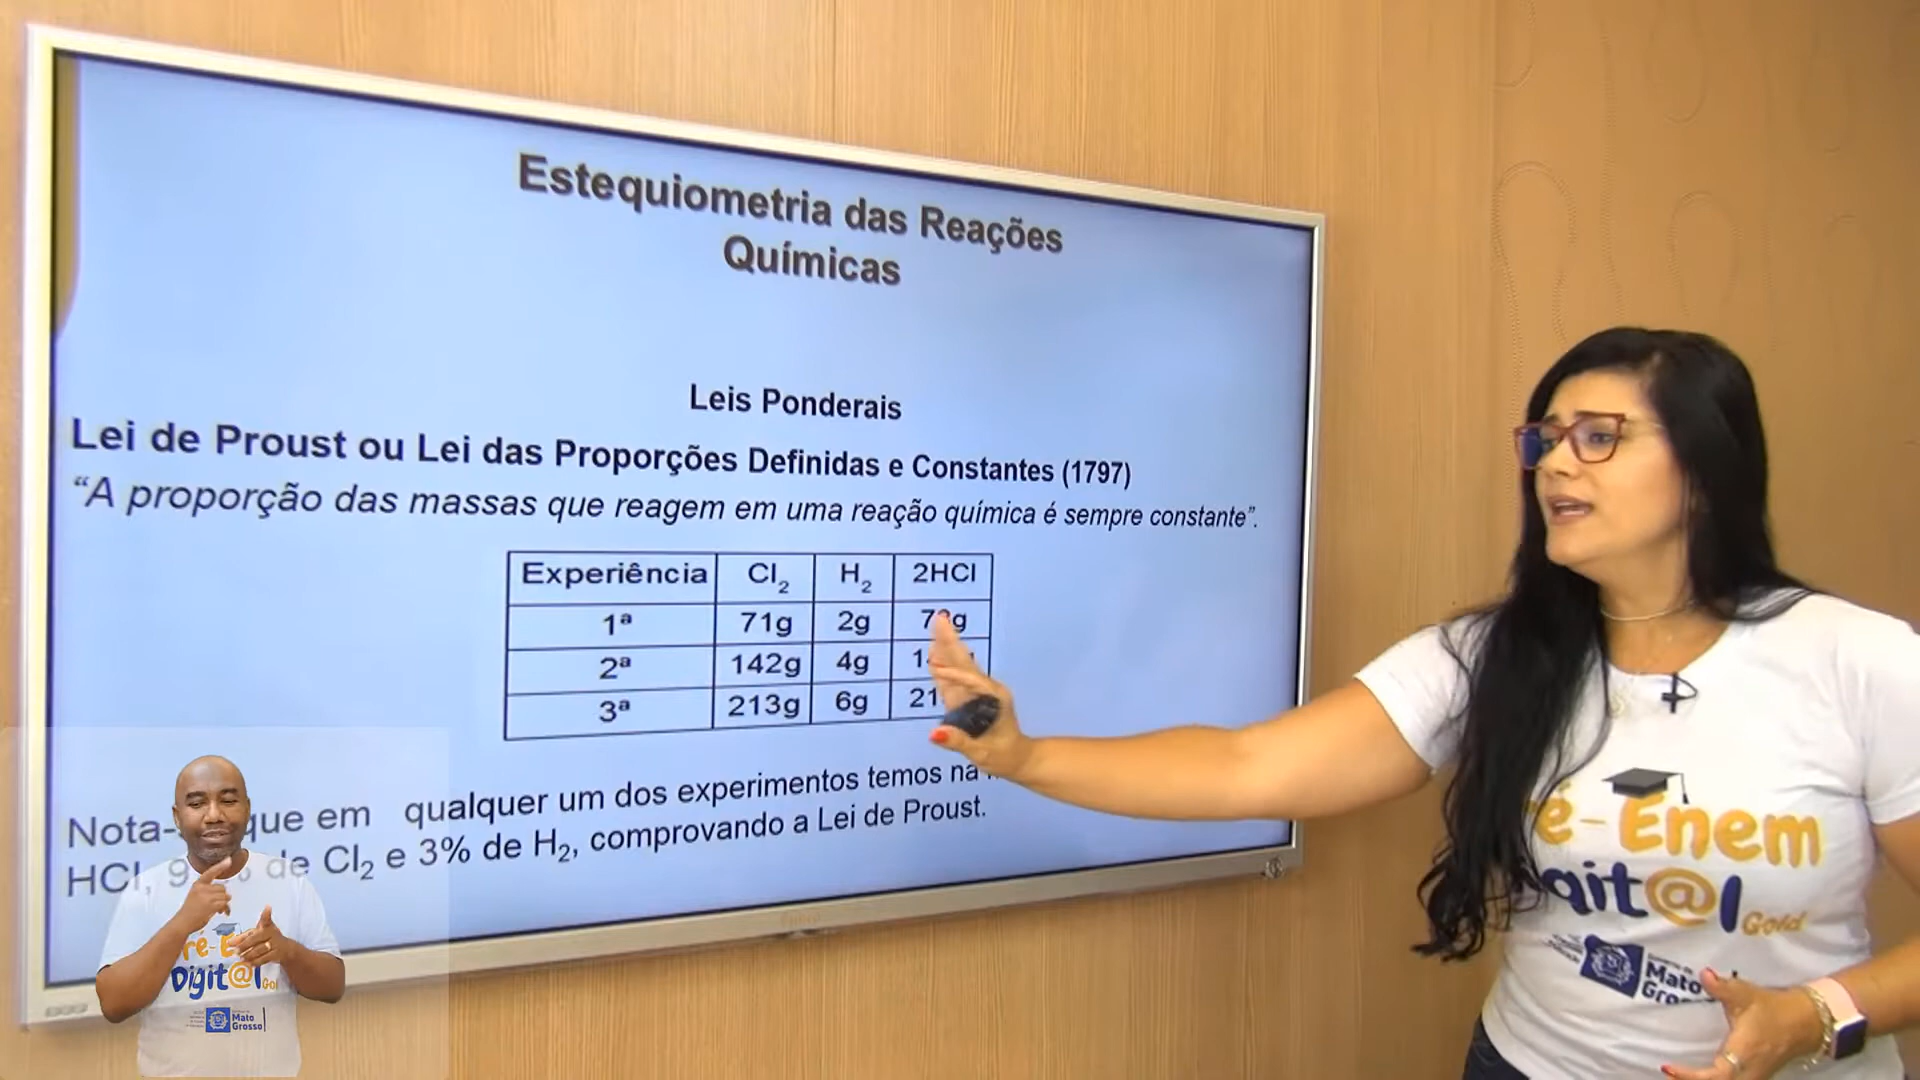 Estequiometria das Reações
Químicas
Leis Ponderais
Lei de Proust ou Lei das Proporções Definidas e Constantes (1797)
“A proporção das massas que reagem em uma reação química é sempre constante”.
Experiência Cl2 H2 2HCl
1ª 71g 2g
2ª 142g 4g
3ª 213g 6g
que em qualquer um dos experimentos temos na
HCl, de Cl2 e 3% de H2, comprovando a Lei de Proust.
Digit@l
Mato
Grosso
Enem
Gold
Mato